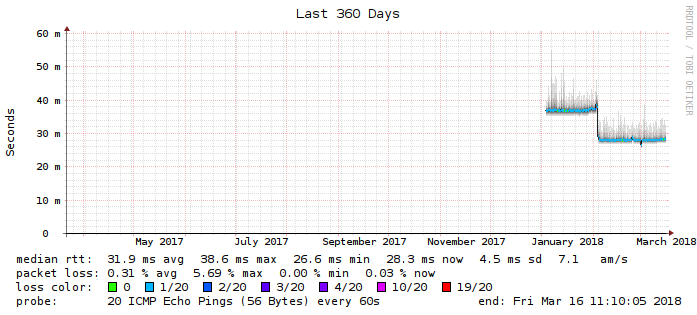 Last 360 Days
RRDTOOL / TOBI OETIKER
Seconds
60 m
50 m
40 m
30 m
20 m
10 m
0
May 2017 July 2017 September 2017 November 2017 January 2018 March 2018
median rtt: 31.9 ms avg 38.6 ms max 26.6 ms min 28.3 ms now 4.5 ms sd 7.1 am/s
packet loss: 0.31 % avg 5.69 % max 0.00 % min 0.03 % now
loss color: 0 1/20 2/20 3/20 4/20 10/20 19/20
probe: 20 ICMP Echo Pings (56 Bytes) every 60s end: Fri Mar 16 11:10:05 2018